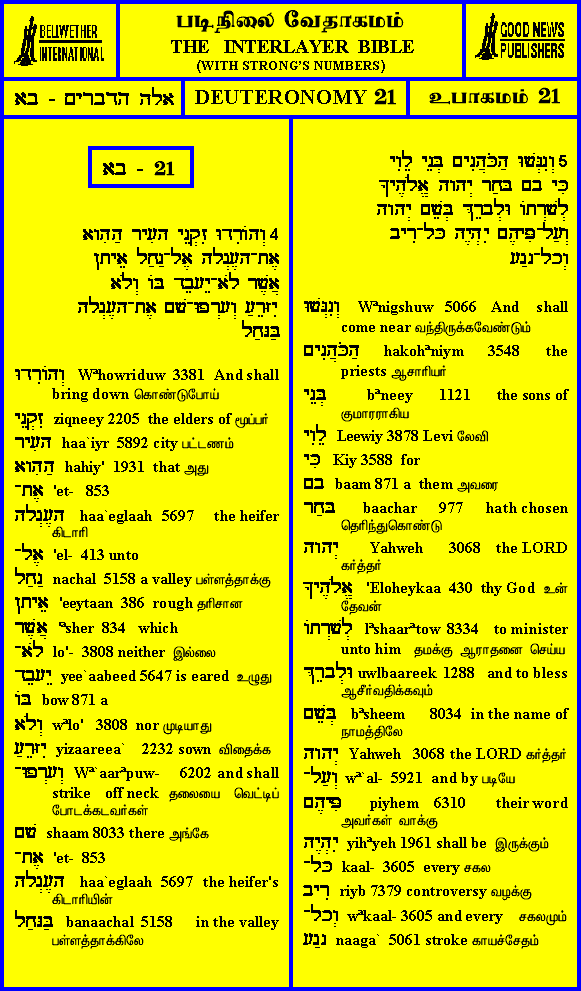 BELLWETHER
INTERNATIONAL
படிநிலை வேதாகமம்
THE INTERLAYER BIBLE
(WITH STRONG'S NUMBERS)
GOOD NEWS
PUBLISHERS
אלה הדברים - בא
DEUTERONOMY 21
உபாகமம் 21
בא - 21
4 וְהוֹרִדוּ זִקְנֵי הָעִיר הַהִוא
אֶת־הָעֶגְלָה אֶל־נַחַל אֵיתָן
אֲשֶׁר לֹא־יֵעָבֵד בּוֹ וְלֹא
יִזָּרֵעַ וְעָרְפוּ־שָׁם אֶת־הָעֶגְלָה
בַּנָּחַל
וְהוֹרִדוּ Wªhowriduw 3381 And shall
bring down கொண்டுபோய்
זִקְנֵי ziqneey 2205 the elders of மூப்பர்
הָעִיר haa`iyr 5892 city பட்டணம்
הַהִוא hahiy' 1931 that அது
אֶת־ 'et- 853
הָעֶגְלָה haa`eglaah 5697 the heifer
கிடாரி
אֶל־ 'el- 413 unto
נַחַל nachal 5158 a valley பள்ளத்தாக்கு
אֵיתָן 'eeytaan 386 rough தரிசான
אֲשֶׁר 'ªsher 834 which
לֹא־ lo'- 3808 neither இல்லை
יֵעָבֵד yee`aabeed 5647 is eared உழுது
בּוֹ bow 871 a
וְלֹא wªlo' 3808 nor முடியாது
יִזָּרֵעַ yizaareea` 2232 sown விதைக்க
וְעָרְפוּ־ Wª`aarªpuw- 6202 and shall
strike off neck தலையை வெட்டிப்
போடக்கடவர்கள்
שָׁם shaam 8033 there அங்கே
אֶת־ 'et- 853
הָעֶגְלָה haa`eglaah 5697 the heifer's
கிடாரியின்
בַּנָּחַל banaachal 5158 in the valley
பள்ளத்தாக்கிலே
5 וְנִגְּשׁוּ הַכֹּהֲנִים בְּנֵי לֵוִי
כִּי בָם בָּחַר יְהוָה אֱלֹהֶיךָ
לְשָׁרְתוֹ וּלְבָרֵךְ בְּשֵׁם יְהוָה
וְעַל־פִּיהֶם יִהְיֶה כָּל־רִיב
וְכָל־נָגַע
וְנִגְּשׁוּ Wªnigshuw 5066 And shall
come near வந்திருக்கவேண்டும்
הַכֹּהֲנִים hakohªniym 3548 the
priests ஆசாரியர்
בְּנֵי bªneey 1121 the sons of
குமாரராகிய
לֵוִי Leewiy 3878 Levi லேவி
כִּי Kiy 3588 for
בָם baam 871 a them அவரை
בָּחַר baachar 977 hath chosen
தெரிந்துகொண்டு
יְהוָה Yahweh 3068 the LORD
கர்த்தர்
אֱלֹהֶיךָ 'Eloheykaa 430 thy God உன்
தேவன்
לְשָׁרְתוֹ lªshaarªtow 8334 to minister
unto him தமக்கு ஆராதனை செய்ய
וּלְבָרֵךְ uwlbaareek 1288 and to bless
ஆசீர்வதிக்கவும்
בְּשֵׁם bªsheem 8034 in the name of
நாமத்திலே
יְהוָה Yahweh 3068 the LORD கர்த்தர்
וְעַל־ wª`al- 5921 and by படியே
פִּיהֶם piyhem 6310 their word
அவர்கள் வாக்கு
יִהְיֶה yihªyeh 1961 shall be இருக்கும்
כָּל־ kaal- 3605 every சகல
רִיב riyb 7379 controversy வழக்கு
וְכָל־ wªkaal- 3605 and every சகலமும்
נָגַע naaga` 5061 stroke காயச்சேதம்